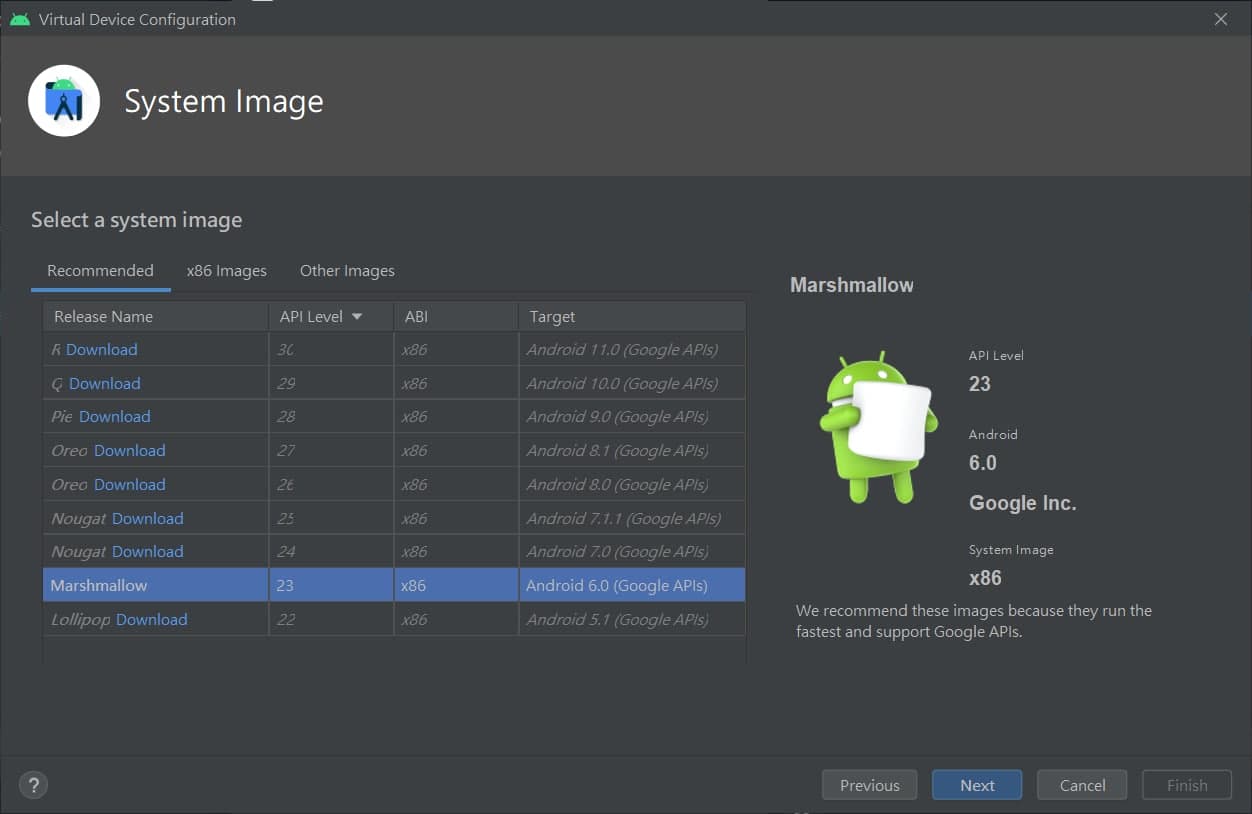 Virtual Device Configuration
System Image
Select a system image
Recommended x86 Images Other Images
Release Name API Level ABI Target
R Download 30 x86 Android 11.0 (Google APIs)
Q Download 29 x86 Android 10.0 (Google APIs)
Pie Download 28 x86 Android 9.0 (Google APIs)
Oreo Download 27 x86 Android 8.1 (Google APIs)
Oreo Download 26 x86 Android 8.0 (Google APIs)
Nougat Download 25 x86 Android 7.1.1 (Google APIs)
Nougat Download 24 x86 Android 7.0 (Google APIs)
Marshmallow 23 x86 Android 6.0 (Google APIs)
Lollipop Download 22 x86 Android 5.1 (Google APIs)
Marshmallow
API Level
23
Android
6.0
Google Inc.
System Image
x86
We recommend these images because they run the
fastest and support Google APIs.
? Previous Next Cancel Finish